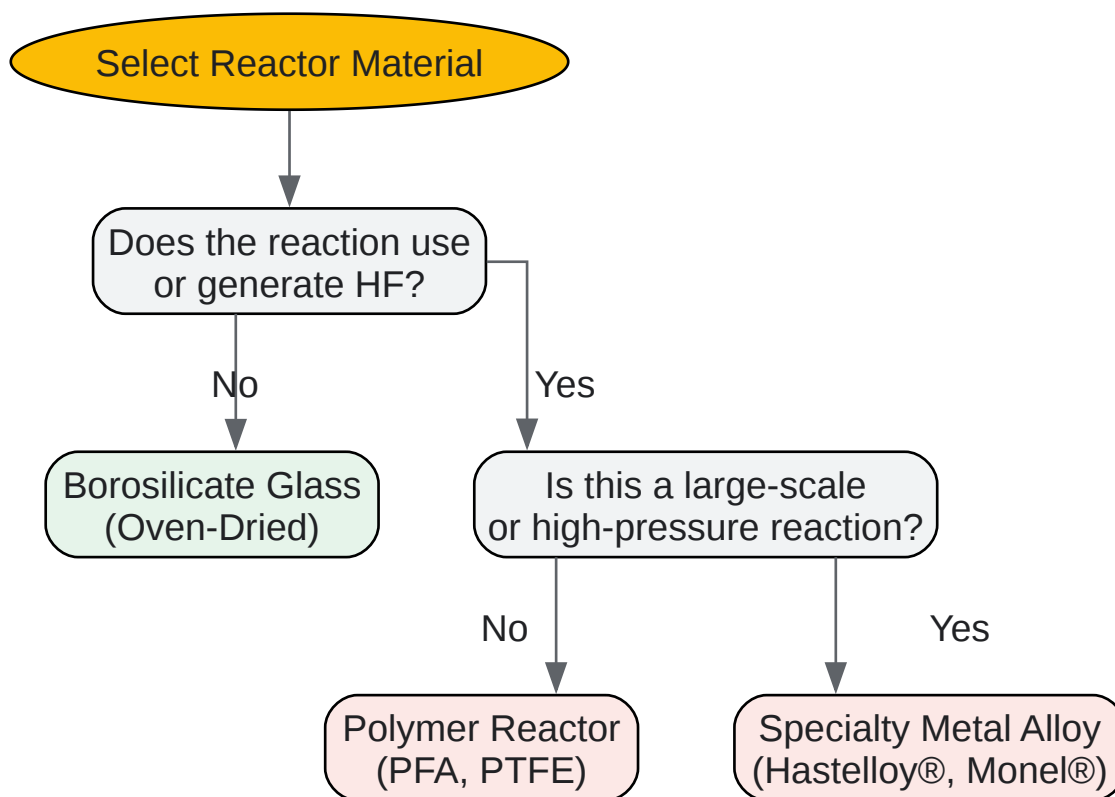 Select Reactor Material
Does the reaction use
or generate HF?
No
Yes
Borosilicate Glass
(Oven-Dried)
Is this a large-scale
or high-pressure reaction?
No
Yes
Polymer Reactor
(PFA, PTFE)
Specialty Metal Alloy
(Hastelloy®, Monel®)